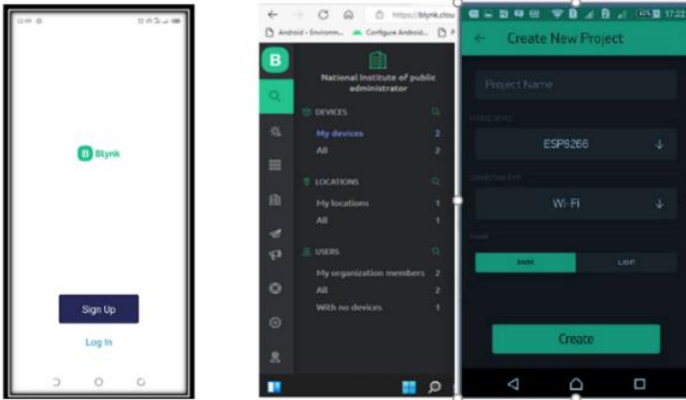 B Blynk
Sign Up
Log In
https://blynk.clou
Android - Environm...
Configure Android...
B
National Institute of public
administrator
DEVICES
My devices 2
All 2
LOCATIONS
My locations 1
All 1
USERS
My organization members 2
All 2
With no devices 1
17:22
Create New Project
Project Name
ESP8266
Wi-Fi
DARK LIGHT
Create